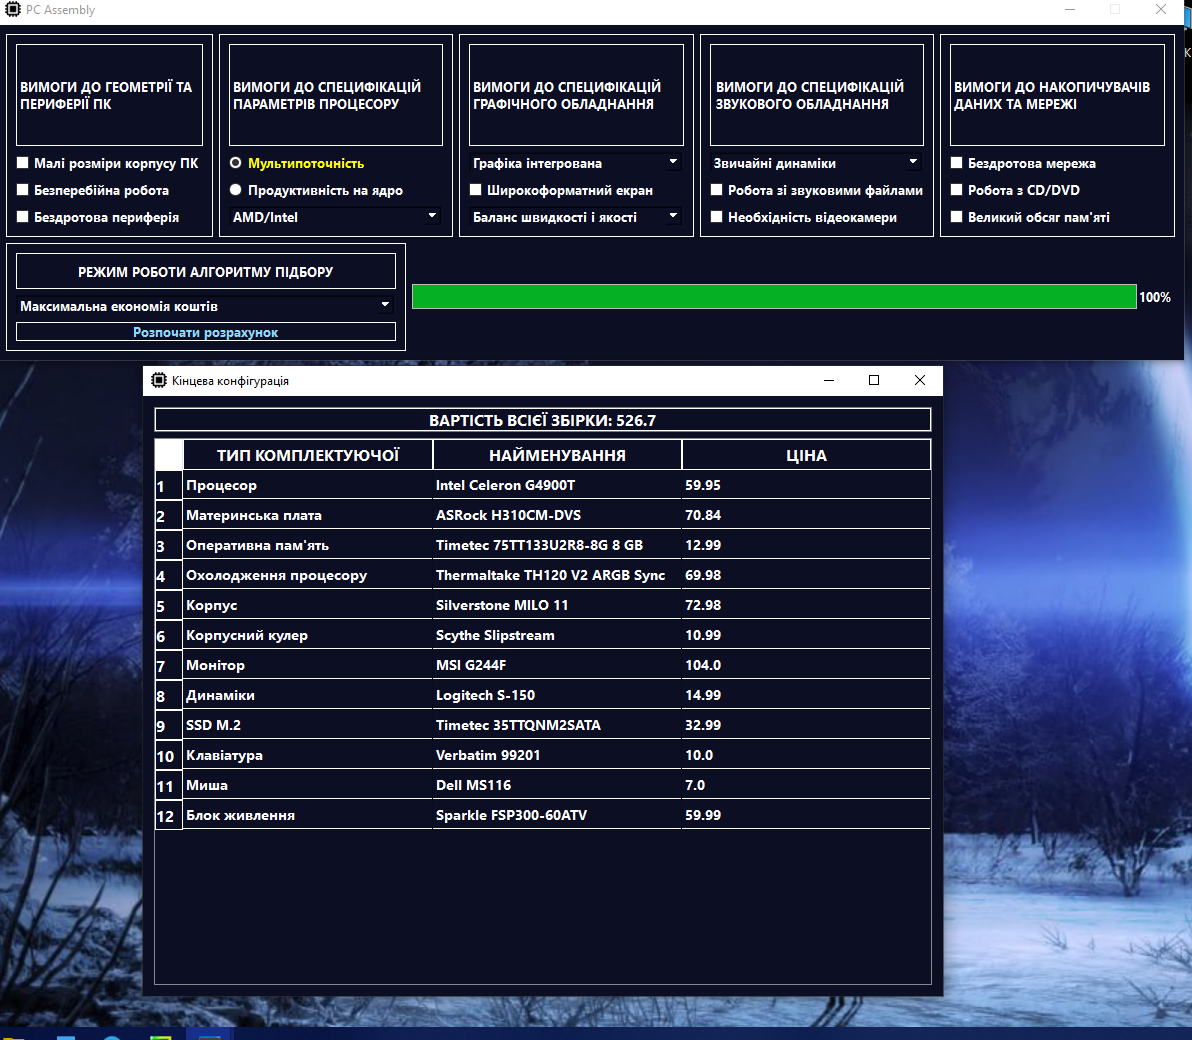 PC Assembly
ВИМОГИ ДО ГЕОМЕТРІЇ ТА
ПЕРИФЕРІЇ ПК
Малі розміри корпусу ПК
Безперебійна робота
Бездротова периферія
ВИМОГИ ДО СПЕЦИФІКАЦІЙ
ПАРАМЕТРІВ ПРОЦЕСОРУ
Мультипоточність
Продуктивність на ядро
AMD/Intel
ВИМОГИ ДО СПЕЦИФІКАЦІЙ
ГРАФІЧНОГО ОБЛАДНАННЯ
Графіка інтегрована
Широкоформатний екран
Баланс швидкості і якості
ВИМОГИ ДО СПЕЦИФІКАЦІЙ
ЗВУКОВОГО ОБЛАДНАННЯ
Звичайні динаміки
Робота зі звуковими файлами
Необхідність відеокамери
ВИМОГИ ДО НАКОПИЧУВАЧІВ
ДАНИХ ТА МЕРЕЖІ
Бездротова мережа
Робота з CD/DVD
Великий обсяг пам'яті
РЕЖИМ РОБОТИ АЛГОРИТМУ ПІДБОРУ
Максимальна економія коштів
Розпочати розрахунок
100%
Кінцева конфігурація
ВАРТІСТЬ ВСІЄЇ ЗБІРКИ: 526.7
ТИП КОМПЛЕКТУЮЧОЇ НАЙМЕНУВАННЯ ЦІНА
1 Процесор Intel Celeron G4900T 59.95
2 Материнська плата ASRock H310CM-DVS 70.84
3 Оперативна пам'ять Timetec 75TT133U2R8-8G 8 GB 12.99
4 Охолодження процесору Thermaltake TH120 V2 ARGB Sync 69.98
5 Корпус Silverstone MILO 11 72.98
6 Корпусний кулер Scythe Slipstream 10.99
7 Монітор MSI G244F 104.0
8 Динаміки Logitech S-150 14.99
9 SSD M.2 Timetec 35TTQNM2SATA 32.99
10 Клавіатура Verbatim 99201 10.0
11 Миша Dell MS116 7.0
12 Блок живлення Sparkle FSP300-60ATV 59.99